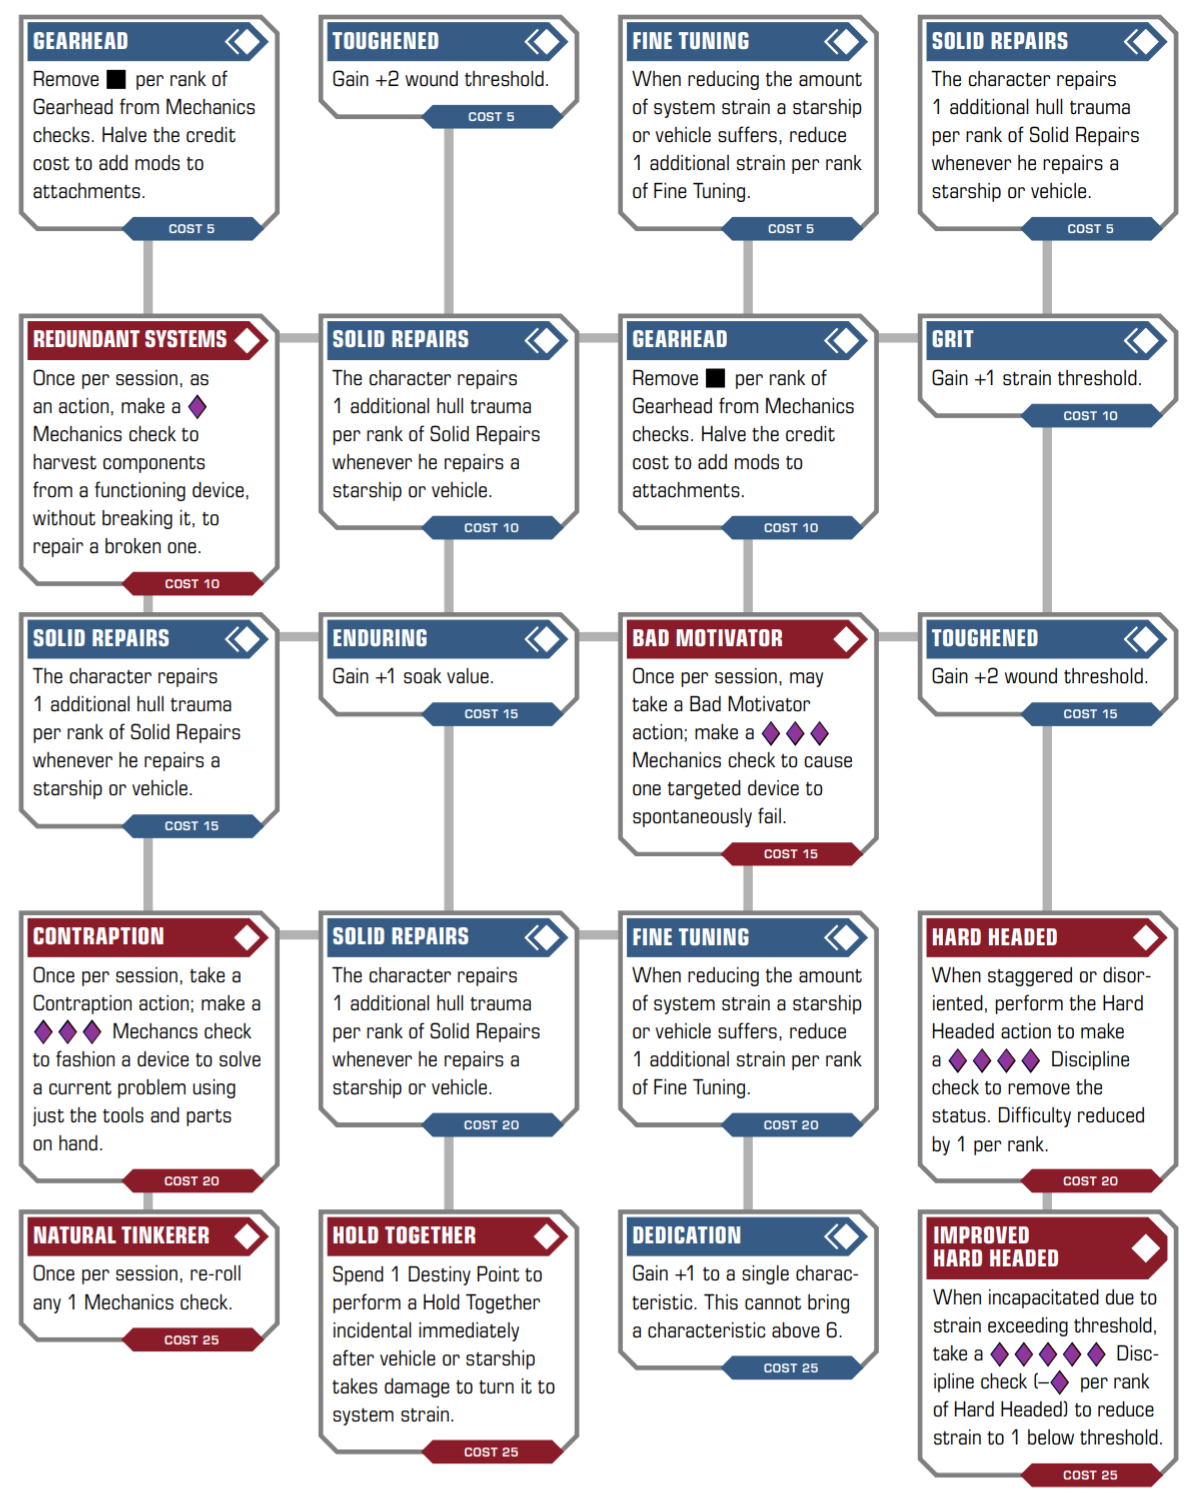 GEARHEAD
Remove per rank of
Gearhead from Mechanics
checks. Halve the credit
cost to add mods to
attachments.
COST 5
TOUGHENED
Gain +2 wound threshold.
COST 5
FINE TUNING
When reducing the amount
of system strain a starship
or vehicle suffers, reduce
1 additional strain per rank
of Fine Tuning.
COST 5
SOLID REPAIRS
The character repairs
1 additional hull trauma
per rank of Solid Repairs
whenever he repairs a
starship or vehicle.
COST 5
REDUNDANT SYSTEMS
Once per session, as
an action, make a
Mechanics check to
harvest components
from a functioning device,
without breaking it, to
repair a broken one.
COST 10
SOLID REPAIRS
The character repairs
1 additional hull trauma
per rank of Solid Repairs
whenever he repairs a
starship or vehicle.
COST 10
GEARHEAD
Remove per rank of
Gearhead from Mechanics
checks. Halve the credit
cost to add mods to
attachments.
COST 10
GRIT
Gain +1 strain threshold.
COST 10
SOLID REPAIRS
The character repairs
1 additional hull trauma
per rank of Solid Repairs
whenever he repairs a
starship or vehicle.
COST 15
ENDURING
Gain +1 soak value.
COST 15
BAD MOTIVATOR
Once per session, may
take a Bad Motivator
action; make a
Mechanics check to cause
one targeted device to
spontaneously fail.
COST 15
TOUGHENED
Gain +2 wound threshold.
COST 15
CONTRAPTION
Once per session, take a
Contraption action; make a
Mechancs check
to fashion a device to solve
a current problem using
just the tools and parts
on hand.
COST 20
SOLID REPAIRS
The character repairs
1 additional hull trauma
per rank of Solid Repairs
whenever he repairs a
starship or vehicle.
COST 20
FINE TUNING
When reducing the amount
of system strain a starship
or vehicle suffers, reduce
1 additional strain per rank
of Fine Tuning.
COST 20
HARD HEADED
When staggered or disor-
iented, perform the Hard
Headed action to make
a Discipline
check to remove the
status. Difficulty reduced
by 1 per rank.
COST 20
NATURAL TINKERER
Once per session, re-roll
any 1 Mechanics check.
COST 25
HOLD TOGETHER
Spend 1 Destiny Point to
perform a Hold Together
incidental immediately
after vehicle or starship
takes damage to turn it to
system strain.
COST 25
DEDICATION
Gain +1 to a single charac-
teristic. This cannot bring
a characteristic above 6.
COST 25
IMPROVED
HARD HEADED
When incapacitated due to
strain exceeding threshold,
take a Disc-
ipline check (– per rank
of Hard Headed) to reduce
strain to 1 below threshold.
COST 25